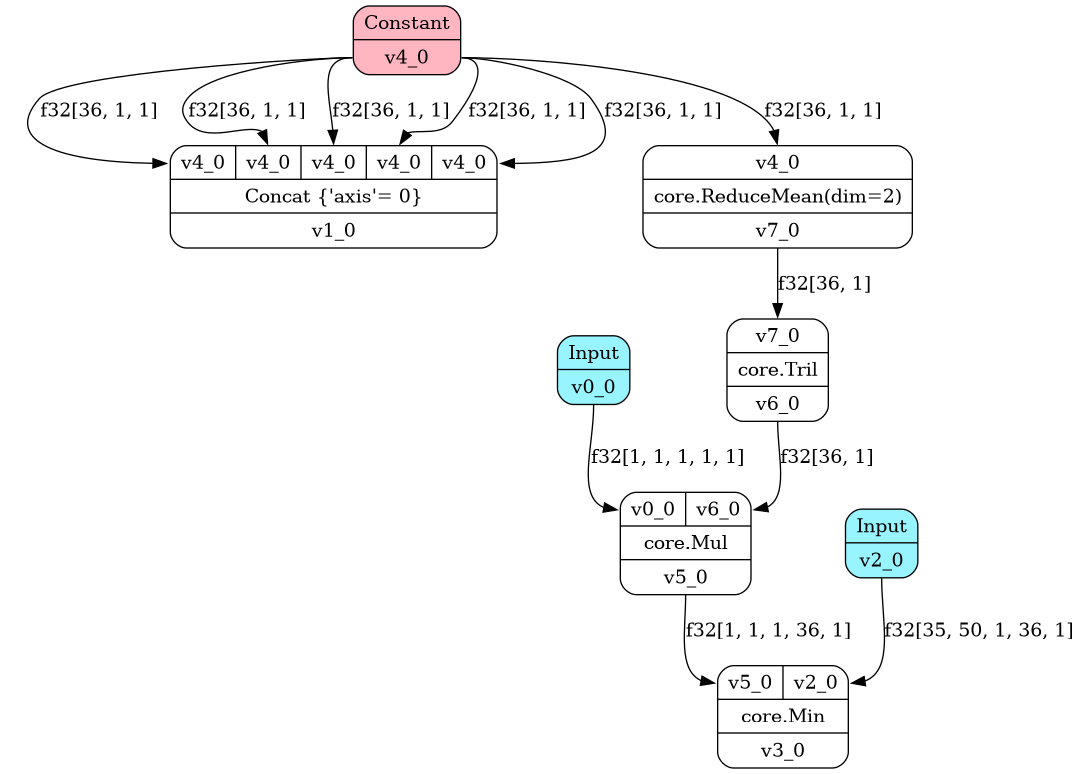 Constant
v4_0
f32[36, 1, 1] f32[36, 1, 1] f32[36, 1, 1] f32[36, 1, 1] f32[36, 1, 1] f32[36, 1, 1]
v4_0 v4_0 v4_0 v4_0 v4_0
Concat {'axis'= 0}
v1_0
v4_0
core.ReduceMean(dim=2)
v7_0
f32[36, 1]
Input
v0_0
v7_0
core.Tril
v6_0
f32[1, 1, 1, 1, 1]
f32[36, 1]
v0_0 v6_0
core.Mul
v5_0
Input
v2_0
f32[1, 1, 1, 36, 1]
f32[35, 50, 1, 36, 1]
v5_0 v2_0
core.Min
v3_0